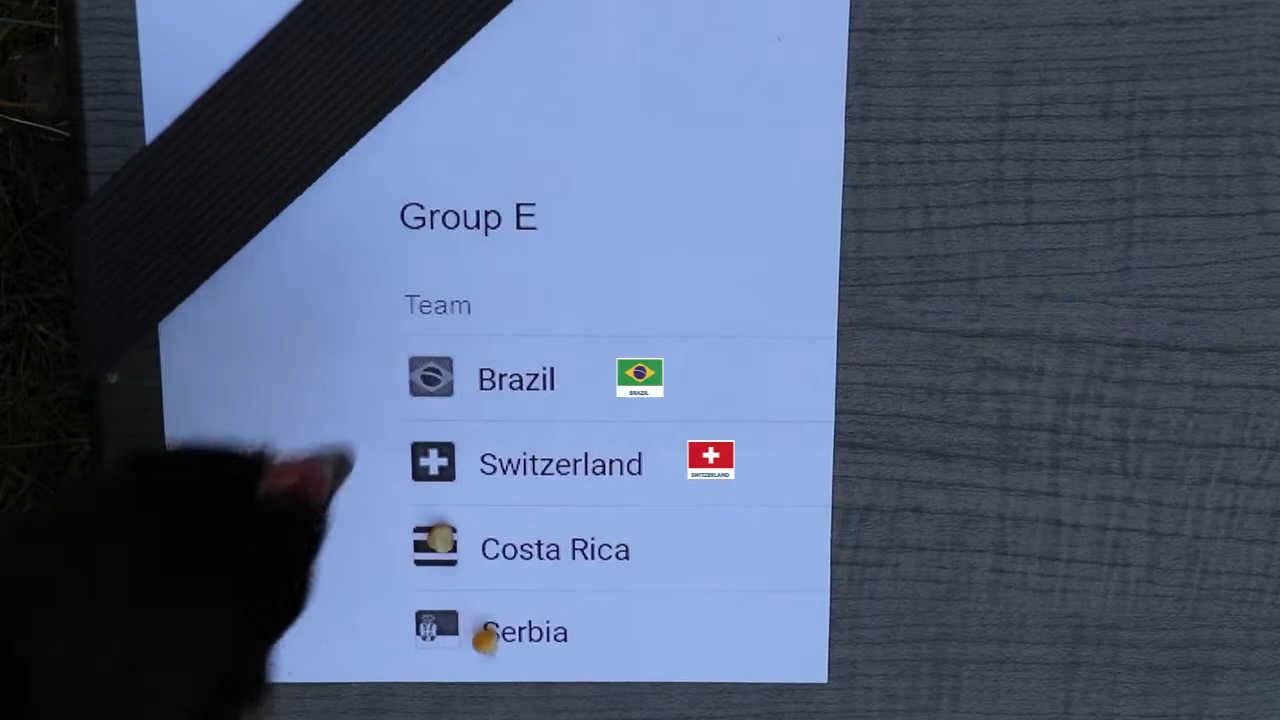 Group E
Team
Brazil
BRAZIL
Switzerland
SWITZERLAND
Costa Rica
Serbia